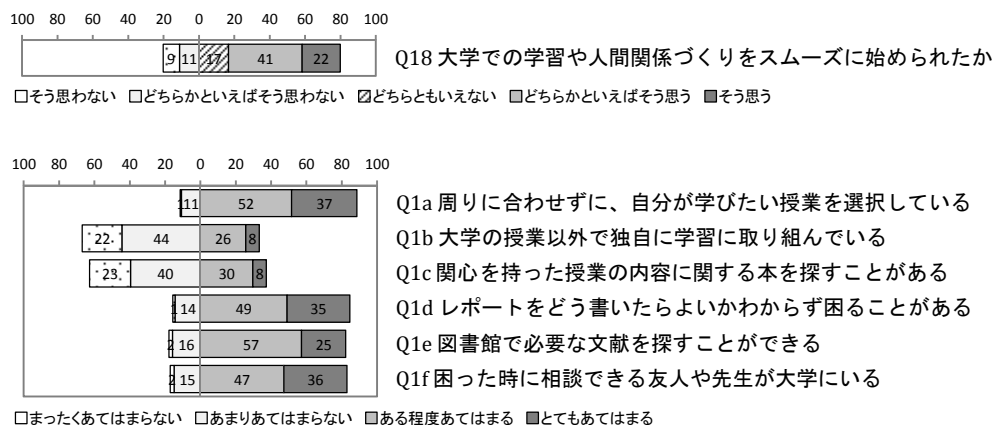 100 80 60 40 20 0 20 40 60 80 100
9 11 17 41 22 Q18 大学での学習や人間関係づくりをスムーズに始められたか
□そう思わない □どちらかといえばそう思わない どちらともいえない どちらかといえばそう思う ■そう思う
100 80 60 40 20 0 20 40 60 80 100
1 11 52 37 Q1a 周りに合わせずに、自分が学びたい授業を選択している
22 44 26 8 Q1b 大学の授業以外で独自に学習に取り組んでいる
23 40 30 8 Q1c 関心を持った授業の内容に関する本を探すことがある
1 14 49 35 Q1d レポートをどう書いたらよいかわからず困ることがある
2 16 57 25 Q1e 図書館で必要な文献を探すことができる
2 15 47 36 Q1f 困った時に相談できる友人や先生が大学にいる
□まったくあてはまらない □あまりあてはまらない ある程度あてはまる ■とてもあてはまる